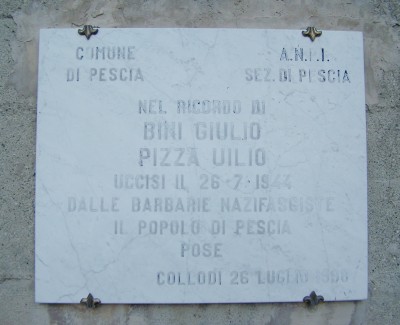 COMUNE
DI PESCIA
A.N.P.I.
SEZ. DI PESCIA
NEL RICORDO DI
BINI GIULIO
PIZZA UILIO
UCCISI IL 26-7-1944
DALLE BARBARIE NAZIFASCISTE
IL POPOLO DI PESCIA
POSE
COLLODI 26 LUGLIO